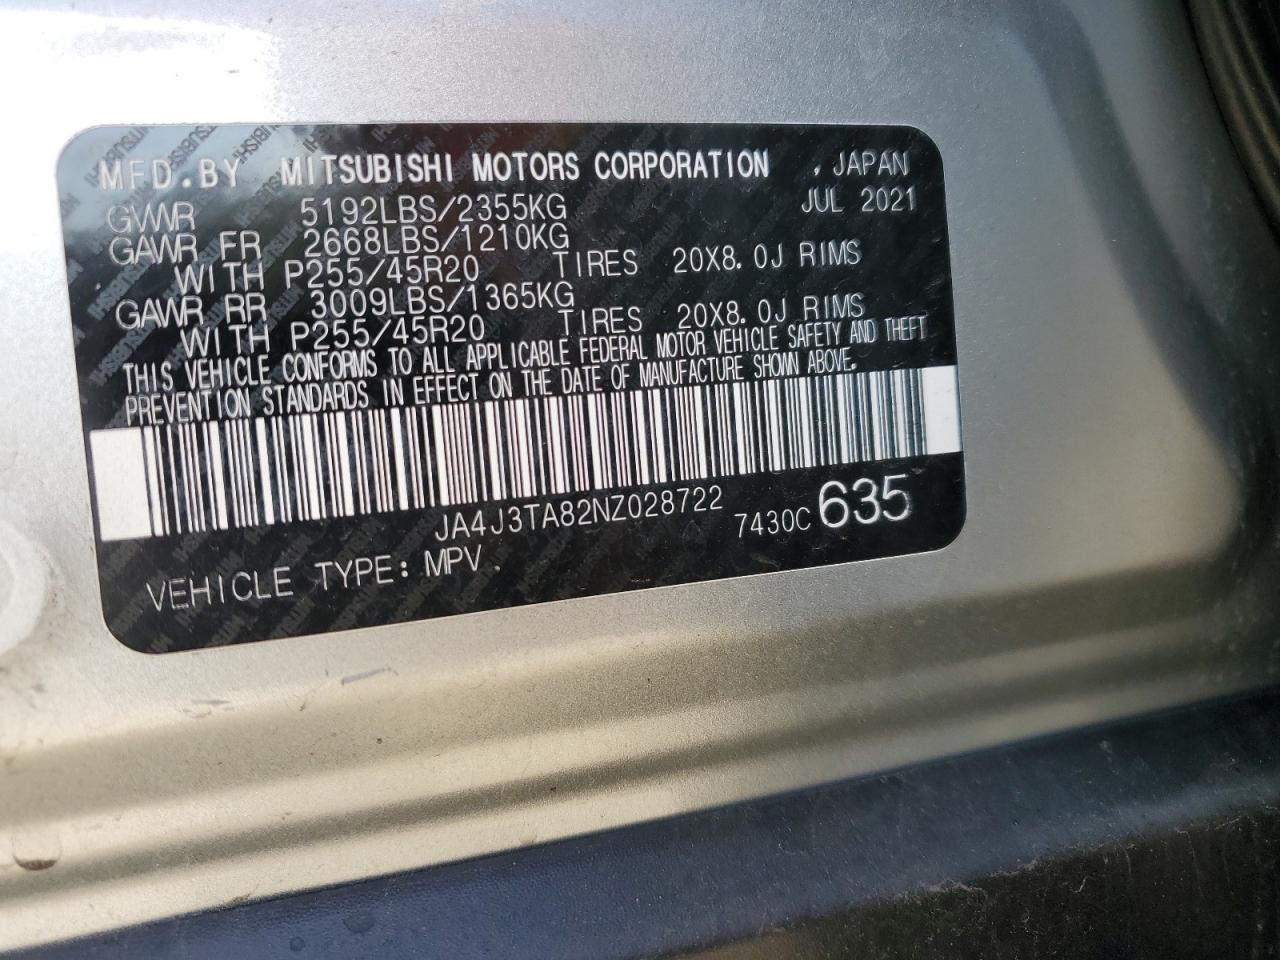 MFD.BY MITSUBISHI MOTORS CORPORATION , JAPAN
GVWR 5192LBS/2355KG JUL 2021
GAWR FR 2668LBS/1210KG
WITH P255/45R20 TIRES 20X8.0J RIMS
GAWR RR 3009LBS/1365KG
WITH P255/45R20 TIRES 20X8.0J RIMS
THIS VEHICLE CONFORMS TO ALL APPLICABLE FEDERAL MOTOR VEHICLE SAFETY AND THEFT
PREVENTION STANDARDS IN EFFECT ON THE DATE OF MANUFACTURE SHOWN ABOVE.
JA4J3TA82NZ028722 7430C 635
VEHICLE TYPE: MPV.